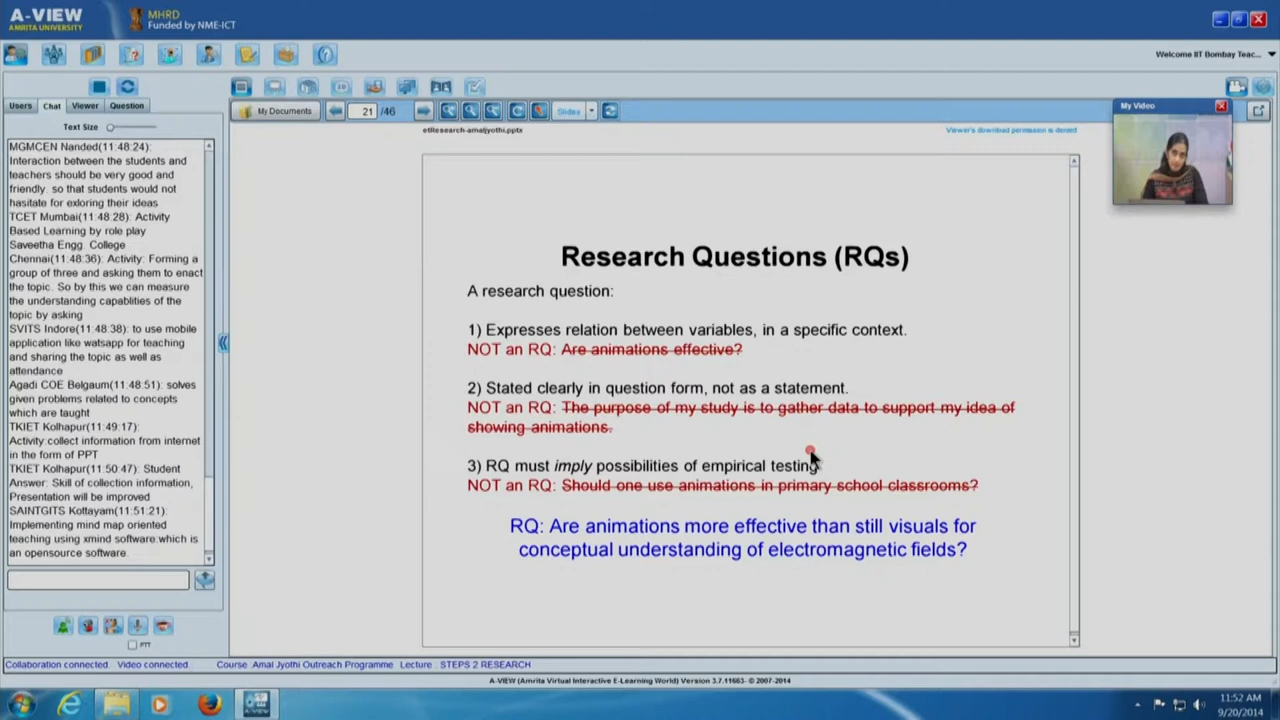 A-VIEW
AMRITA UNIVERSITY
MHRD
Funded by NME-ICT
Welcome IIT Bombay Teac...
Users Chat Viewer Question
Text Size
MGMCEN Nanded(11:48:24):
Interaction between the students and
teachers should be very good and
friendly. so that students would not
hasitate for exloring their ideas
TCET Mumbai(11:48:28): Activity
Based Learning by role play
Saveetha Engg. College
Chennai(11:48:36): Activity: Forming a
group of three and asking them to enact
the topic. So by this we can measure
the understanding capablities of the
topic by asking
SVITS Indore(11:48:38): to use mobile
application like watsapp for teaching
and sharing the topic as well as
attendance
Agadi COE Belgaum(11:48:51): solves
given problems related to concepts
which are taught
TKIET Kolhapur(11:49:17):
Activity:collect information from internet
in the form of PPT
TKIET Kolhapur(11:50:47): Student
Answer: Skill of collection information,
Presentation will be improved
SAINTGITS Kottayam(11:51:21):
Implementing mind map oriented
teaching using xmind software.which is
an opensource software.
PTT
My Documents 21 /46 Slides
etResearch-amaljyothi.pptx
Viewer's download permission is denied
My Video
Research Questions (RQs)
A research question:
1) Expresses relation between variables, in a specific context.
NOT an RQ: Are animations effective?
2) Stated clearly in question form, not as a statement.
NOT an RQ: The purpose of my study is to gather data to support my idea of
showing animations.
3) RQ must imply possibilities of empirical testing
NOT an RQ: Should one use animations in primary school classrooms?
RQ: Are animations more effective than still visuals for
conceptual understanding of electromagnetic fields?
Collaboration connected. Video connected. Course : Amal Jyothi Outreach Programme Lecture : STEPS 2 RESEARCH
A-VIEW (Amrita Virtual Interactive E-Learning World) Version 3.7.11663- © 2007-2014
11:52 AM
9/20/2014